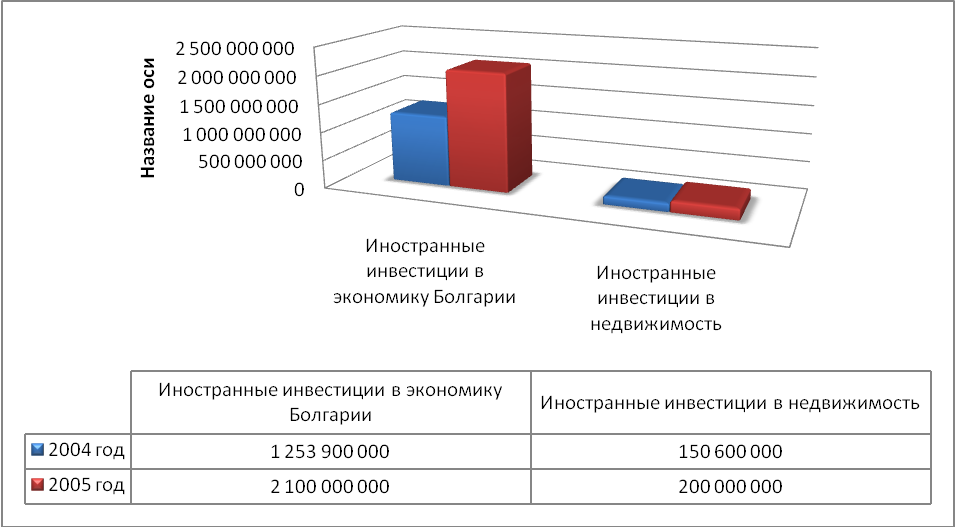 2 500 000 000
2 000 000 000
1 500 000 000
1 000 000 000
500 000 000
0
Название оси
Иностранные
инвестиции в
экономику Болгарии
Иностранные
инвестиции в
недвижимость
Иностранные инвестиции в экономику
Болгарии
Иностранные инвестиции в недвижимость
2004 год 1 253 900 000 150 600 000
2005 год 2 100 000 000 200 000 000